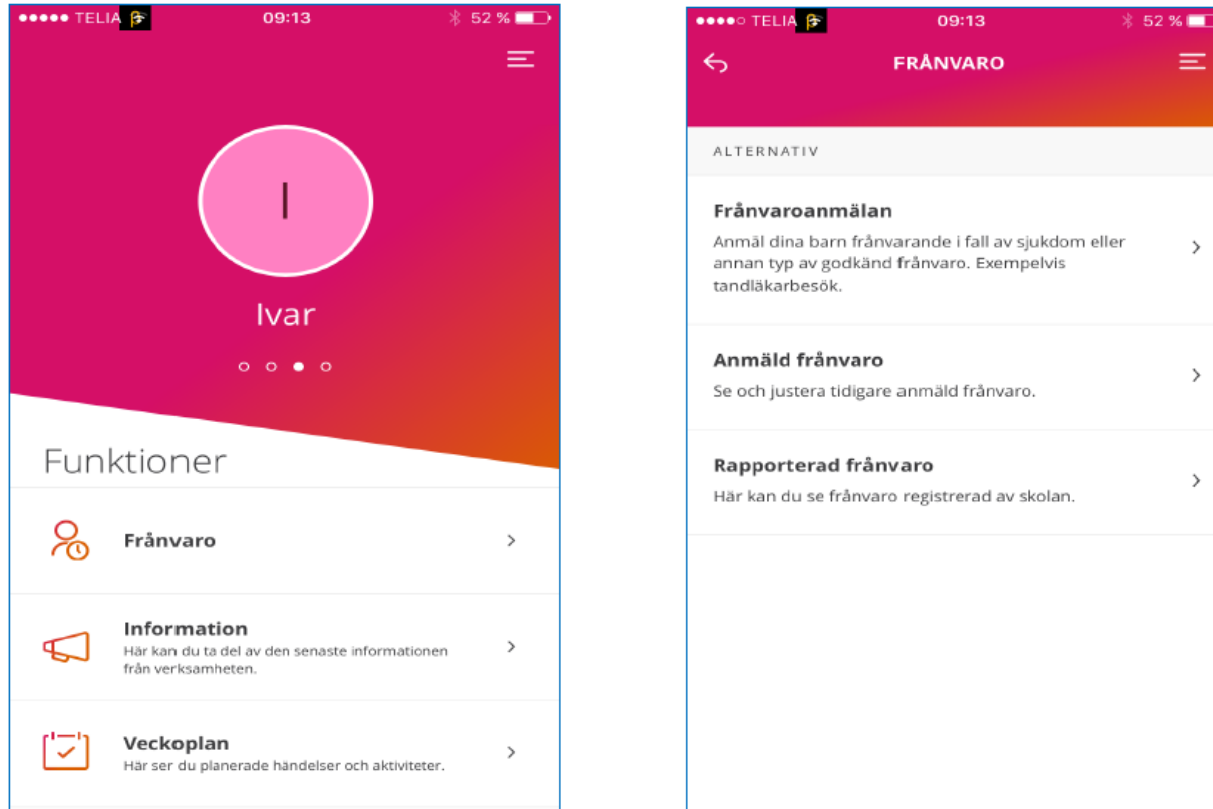 TELIA 09:13 52 %
I
Ivar
Funktioner
Frånvaro
Information
Här kan du ta del av den senaste informationen
från verksamheten.
Veckoplan
Här ser du planerade händelser och aktiviteter.
TELIA 09:13 52 %
FRÅNVARO
ALTERNATIV
Frånvaroanmälan
Anmäl dina barn frånvarande i fall av sjukdom eller
annan typ av godkänd frånvaro. Exempelvis
tandläkarbesök.
Anmäld frånvaro
Se och justera tidigare anmäld frånvaro.
Rapporterad frånvaro
Här kan du se frånvaro registrerad av skolan.